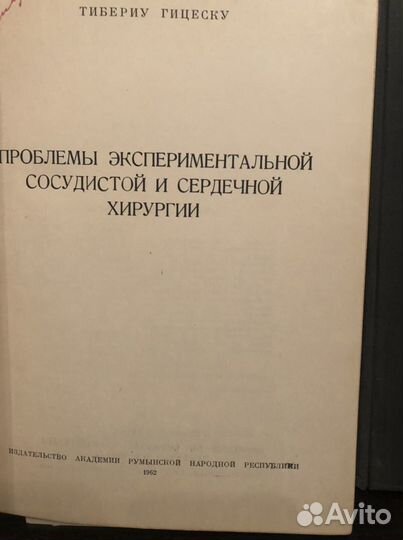 ТИБЕРИУ ГИЦЕСКУ
ПРОБЛЕМЫ ЭКСПЕРИМЕНТАЛЬНОЙ
СОСУДИСТОЙ И СЕРДЕЧНОЙ
ХИРУРГИИ
ИЗДАТЕЛЬСТВО АКАДЕМИИ РУМЫНСКОЙ НАРОДНОЙ РЕСПУБЛИКИ
1962
Avito